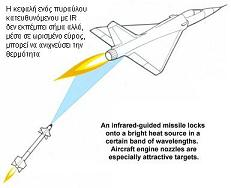 Η κεφαλή ενός πυραύλου
κατευθυνόμενου με IR
δεν εκπέμπει σήμα αλλά,
μέσα σε ορισμένο εύρος,
μπορεί να ανιχνεύσει την
θερμότητα
An infrared-guided missile locks
onto a bright heat source in a
certain band of wavelengths.
Aircraft engine nozzles are
especially attractive targets.